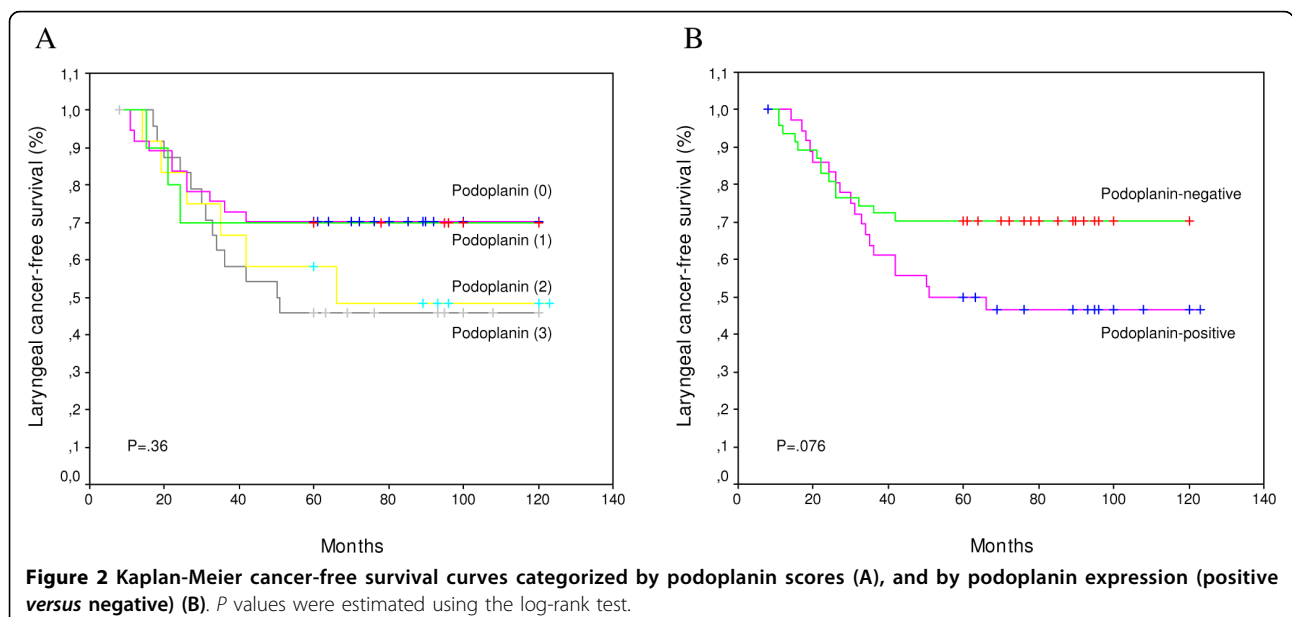 A
1,1
1,0
,9
,8
,7
,6
,5
,4
,3
,2
,1
0,0
Laryngeal cancer-free survival (%)
Podoplanin (0)
Podoplanin (1)
Podoplanin (2)
Podoplanin (3)
P=.36
0 20 40 60 80 100 120 140
Months
B
1,1
1,0
,9
,8
,7
,6
,5
,4
,3
,2
,1
,0
Laryngeal cancer-free survival (%)
Podoplanin-negative
Podoplanin-positive
P=.076
0 20 40 60 80 100 120 140
Months
Figure 2 Kaplan-Meier cancer-free survival curves categorized by podoplanin scores (A), and by podoplanin expression (positive
versus negative) (B). P values were estimated using the log-rank test.